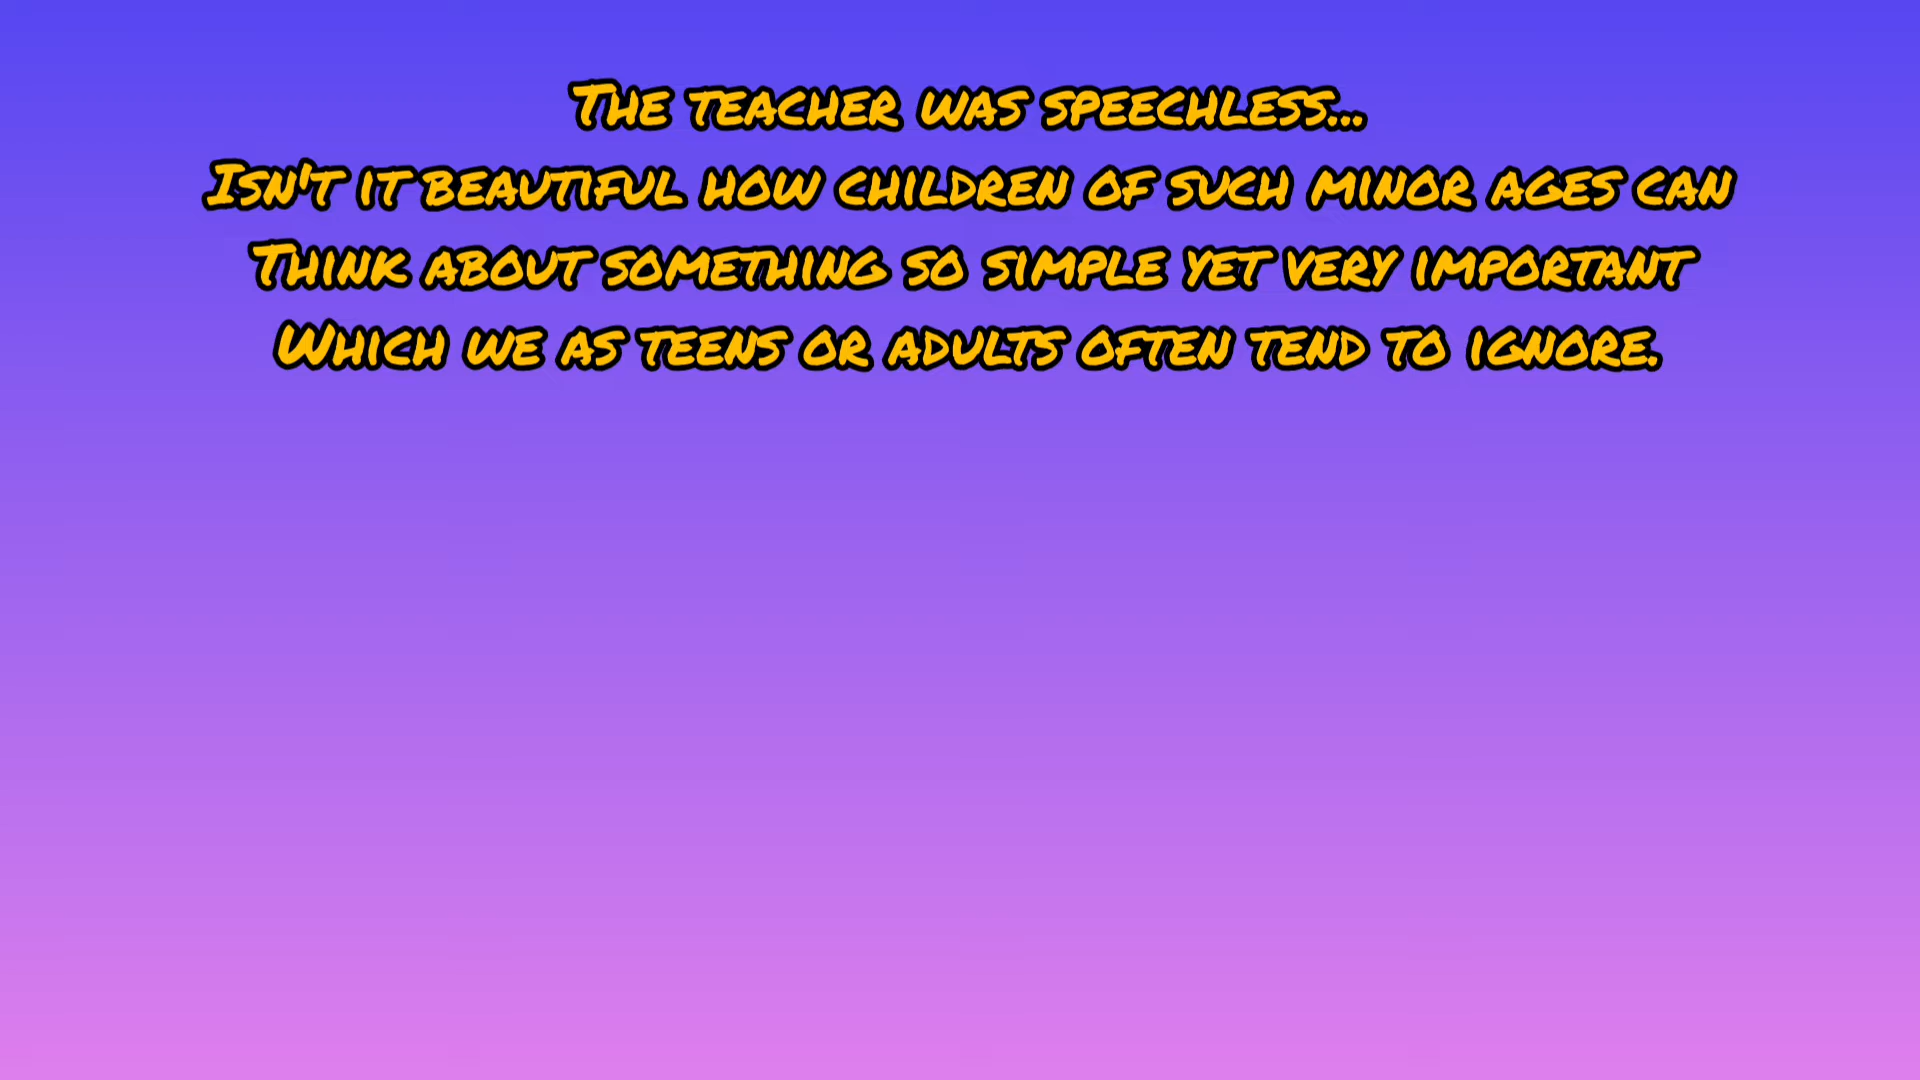 The teacher was speechless...
Isn't it beautiful how children of such minor ages can
Think about something so simple yet very important
Which we as teens or adults often tend to ignore.